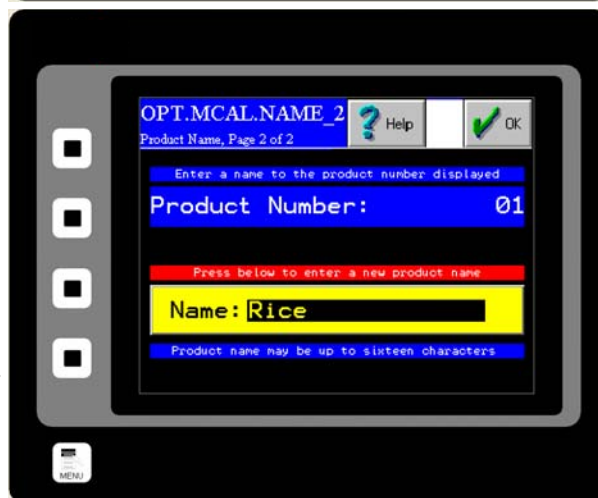 OPT.MCAL.NAME_2
Product Name, Page 2 of 2
Help
OK
Enter a name to the product number displayed
Product Number: 01
Press below to enter a new product name
Name: Rice
Product name may be up to sixteen characters
MENU